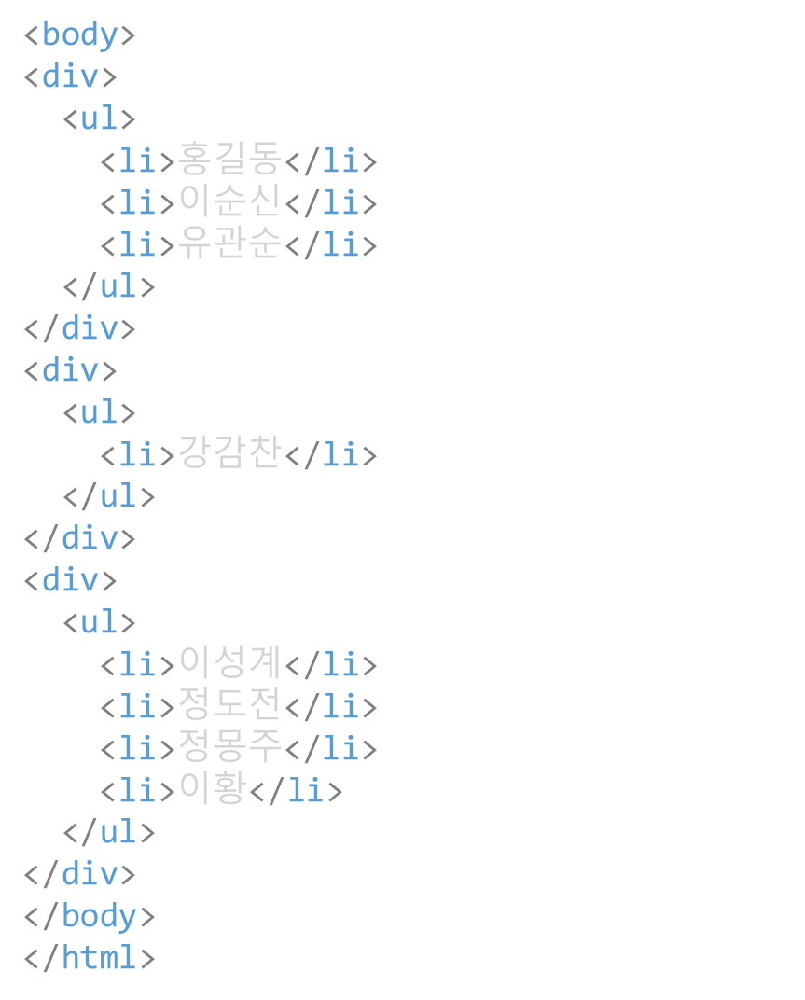 <body>
<div>
  <ul>
    <li>홍길동</li>
    <li>이순신</li>
    <li>유관순</li>
  </ul>
</div>
<div>
  <ul>
    <li>강감찬</li>
  </ul>
</div>
<div>
  <ul>
    <li>이성계</li>
    <li>정도전</li>
    <li>정몽주</li>
    <li>이황</li>
  </ul>
</div>
</body>
</html>